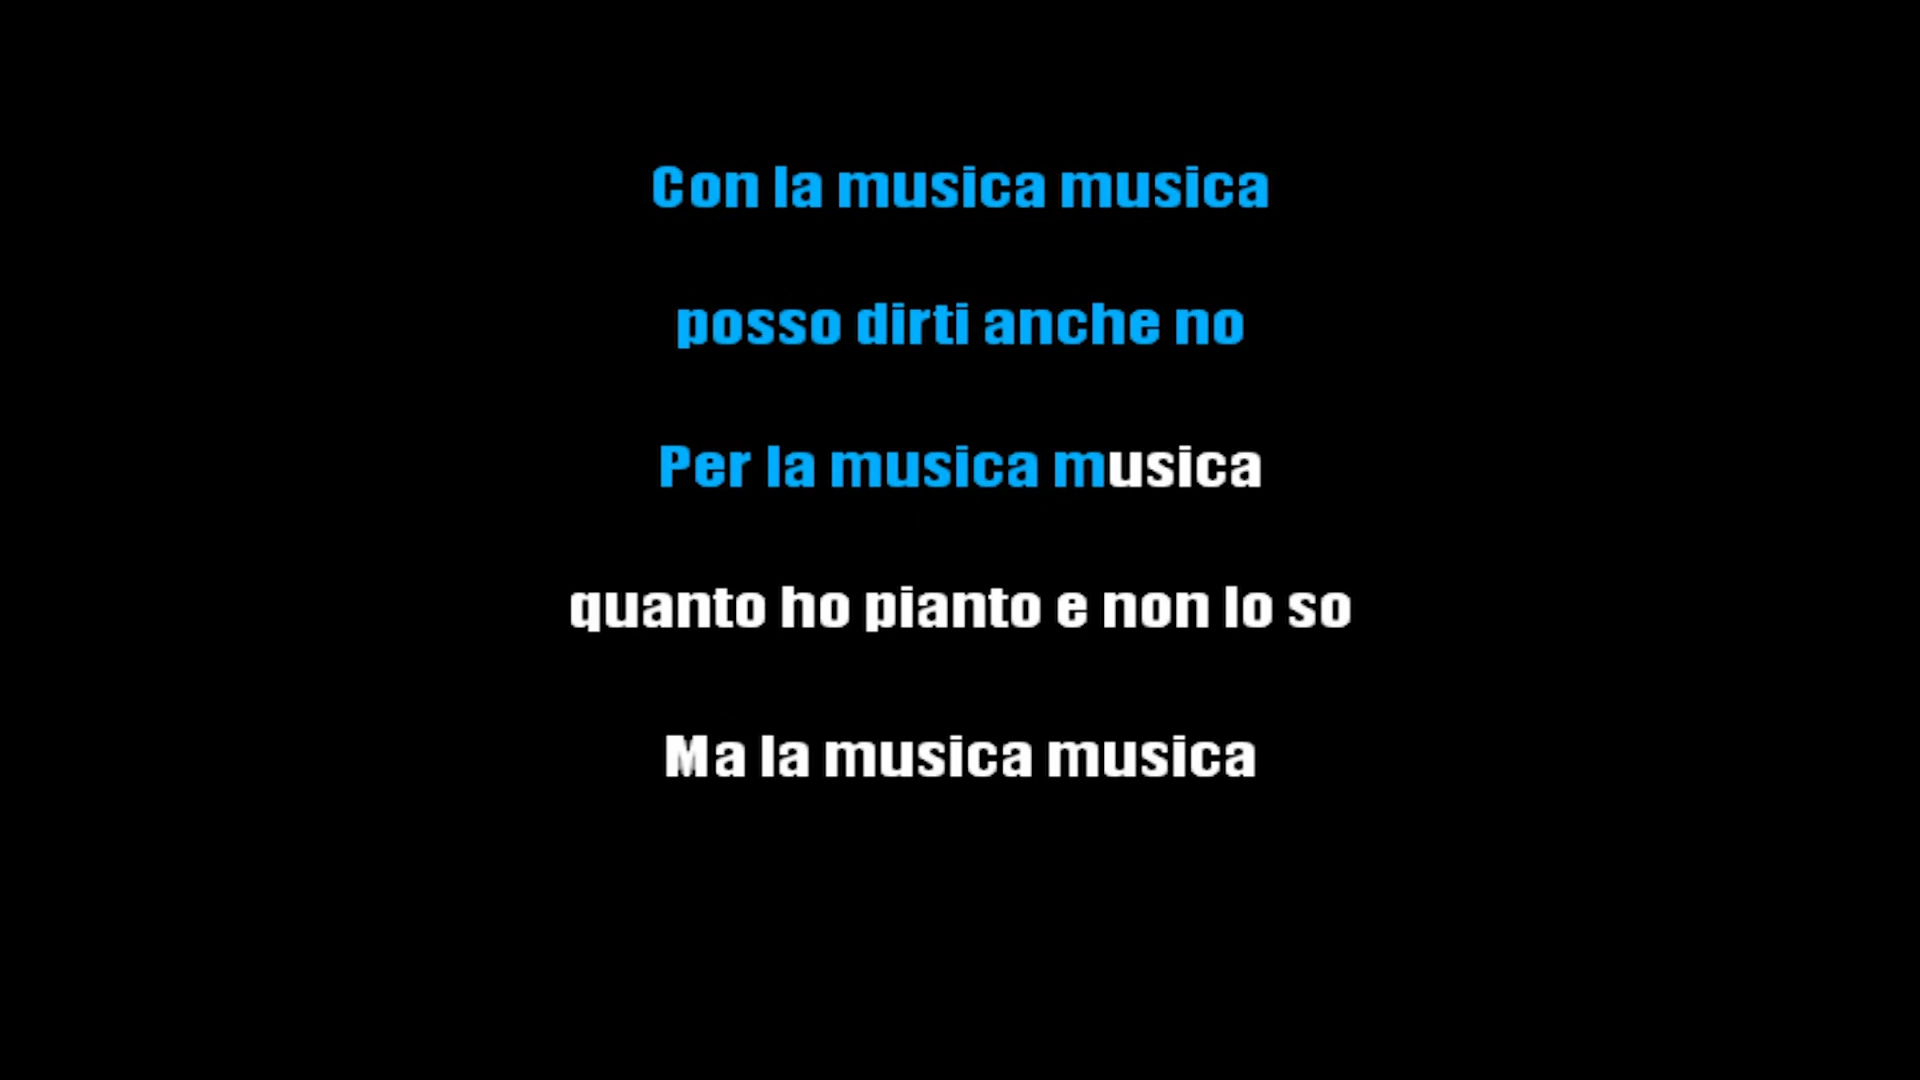 Con la musica musica
posso dirti anche no
Per la musica musica
quanto ho pianto e non lo so
Ma la musica musica